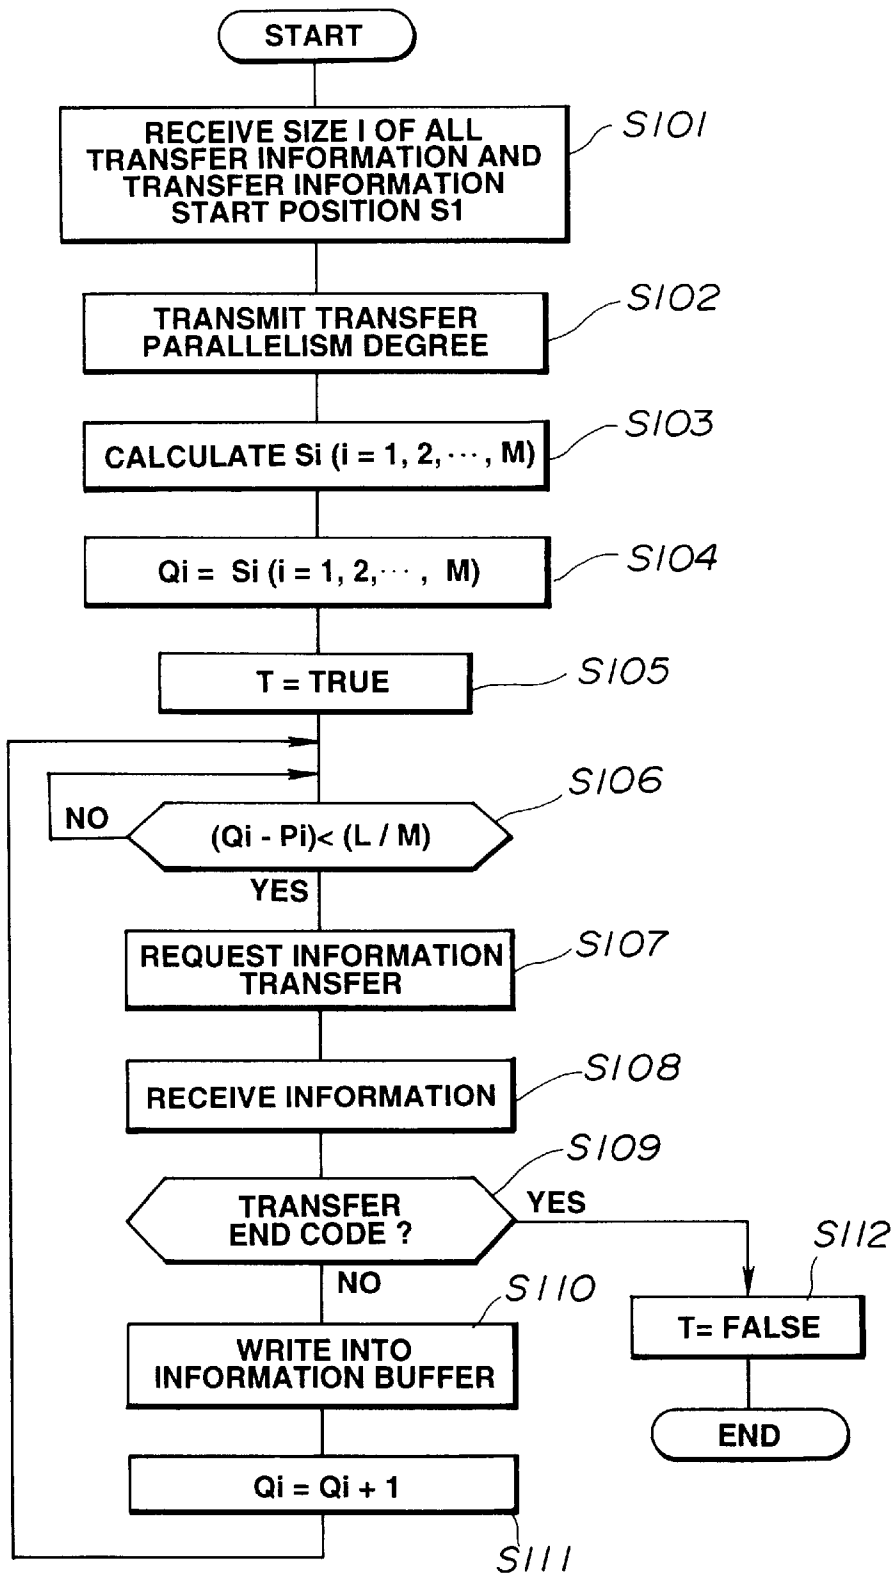 START
RECEIVE SIZE I OF ALL
TRANSFER INFORMATION AND
TRANSFER INFORMATION
START POSITION S1
S101
TRANSMIT TRANSFER
PARALLELISM DEGREE
S102
CALCULATE Si (i = 1, 2, ··· , M)
S103
Qi = Si (i = 1, 2, ··· , M)
S104
T = TRUE
S105
S106
NO
(Qi - Pi)< (L / M)
YES
REQUEST INFORMATION
TRANSFER
S107
RECEIVE INFORMATION
S108
S109
TRANSFER
END CODE ?
YES
NO
S112
T= FALSE
END
S110
WRITE INTO
INFORMATION BUFFER
Qi = Qi + 1
S111